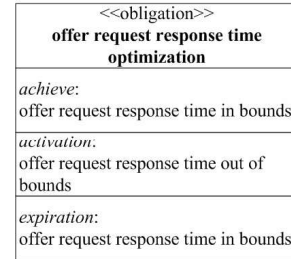 <<obligation>>
offer request response time
optimization
achieve:
offer request response time in bounds
activation:
offer request response time out of
bounds
expiration:
offer request response time in bounds